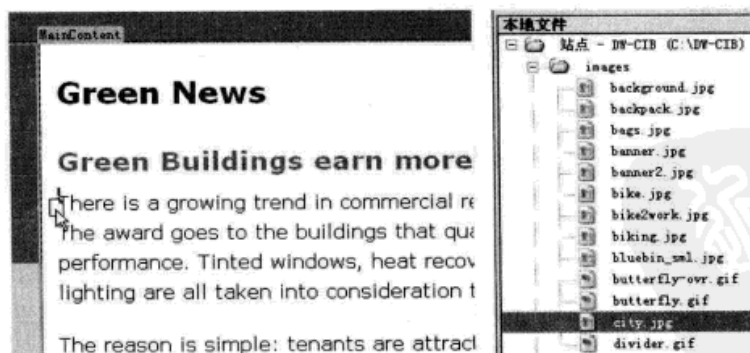 MainContent
Green News
Green Buildings earn more
There is a growing trend in commercial re
The award goes to the buildings that qua
performance. Tinted windows, heat recov
lighting are all taken into consideration t
The reason is simple: tenants are attract
本地文件
站点 - DW-CIB (C:\DW-CIB)
images
background.jpg
backpack.jpg
bags.jpg
banner.jpg
banner2.jpg
bike.jpg
bike2work.jpg
biking.jpg
bluebin_sml.jpg
butterfly-ovr.gif
butterfly.gif
city.jpg
divider.gif